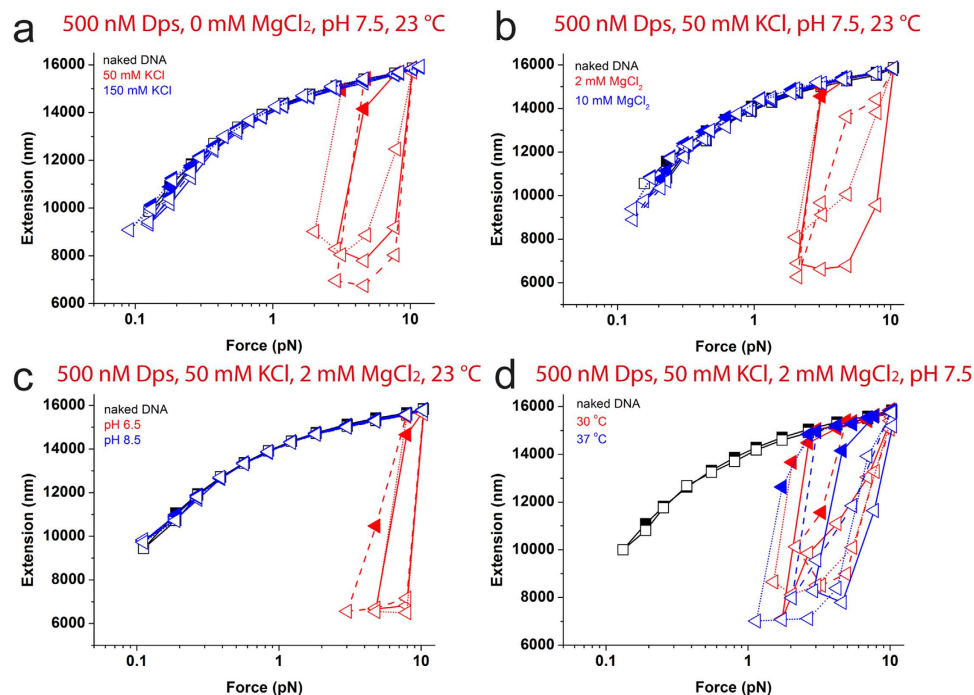 a
500 nM Dps, 0 mM MgCl₂, pH 7.5, 23 °C
naked DNA
50 mM KCl
150 mM KCl
16000
14000
12000
10000
8000
6000
Extension (nm)
0.1
1
10
Force (pN)
b
500 nM Dps, 50 mM KCl, pH 7.5, 23 °C
naked DNA
2 mM MgCl₂
10 mM MgCl₂
16000
14000
12000
10000
8000
6000
Extension (nm)
0.1
1
10
Force (pN)
c
500 nM Dps, 50 mM KCl, 2 mM MgCl₂, 23 °C
naked DNA
pH 6.5
pH 8.5
16000
14000
12000
10000
8000
6000
Extension (nm)
0.1
1
10
Force (pN)
d
500 nM Dps, 50 mM KCl, 2 mM MgCl₂, pH 7.5
naked DNA
30 °C
37 °C
16000
14000
12000
10000
8000
6000
Extension (nm)
0.1
1
10
Force (pN)